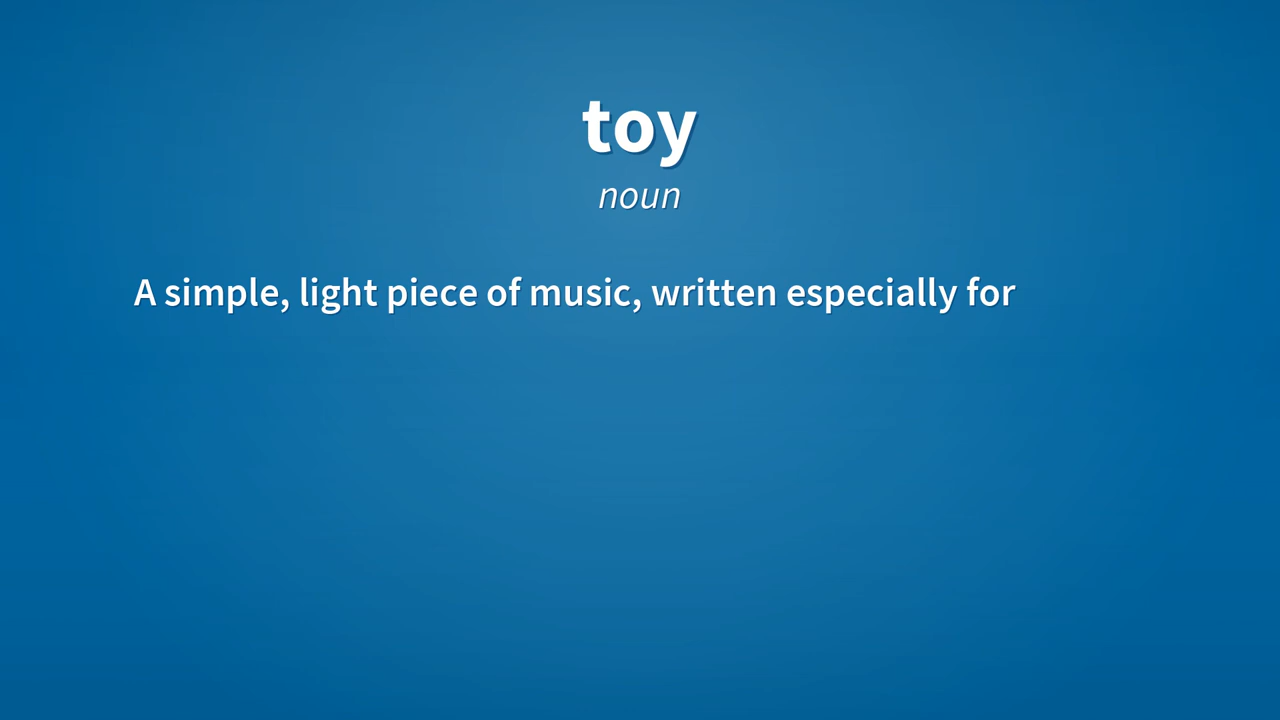 toy
noun
A simple, light piece of music, written especially for